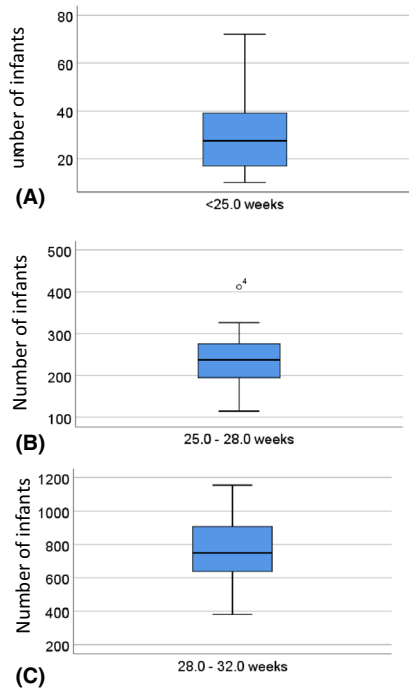 80
60
40
20
umber of infants
(A)
<25.0 weeks
500
400
300
200
100
Number of infants
4
(B)
25.0 - 28.0 weeks
1200
1000
800
600
400
200
Number of infants
(C)
28.0 - 32.0 weeks